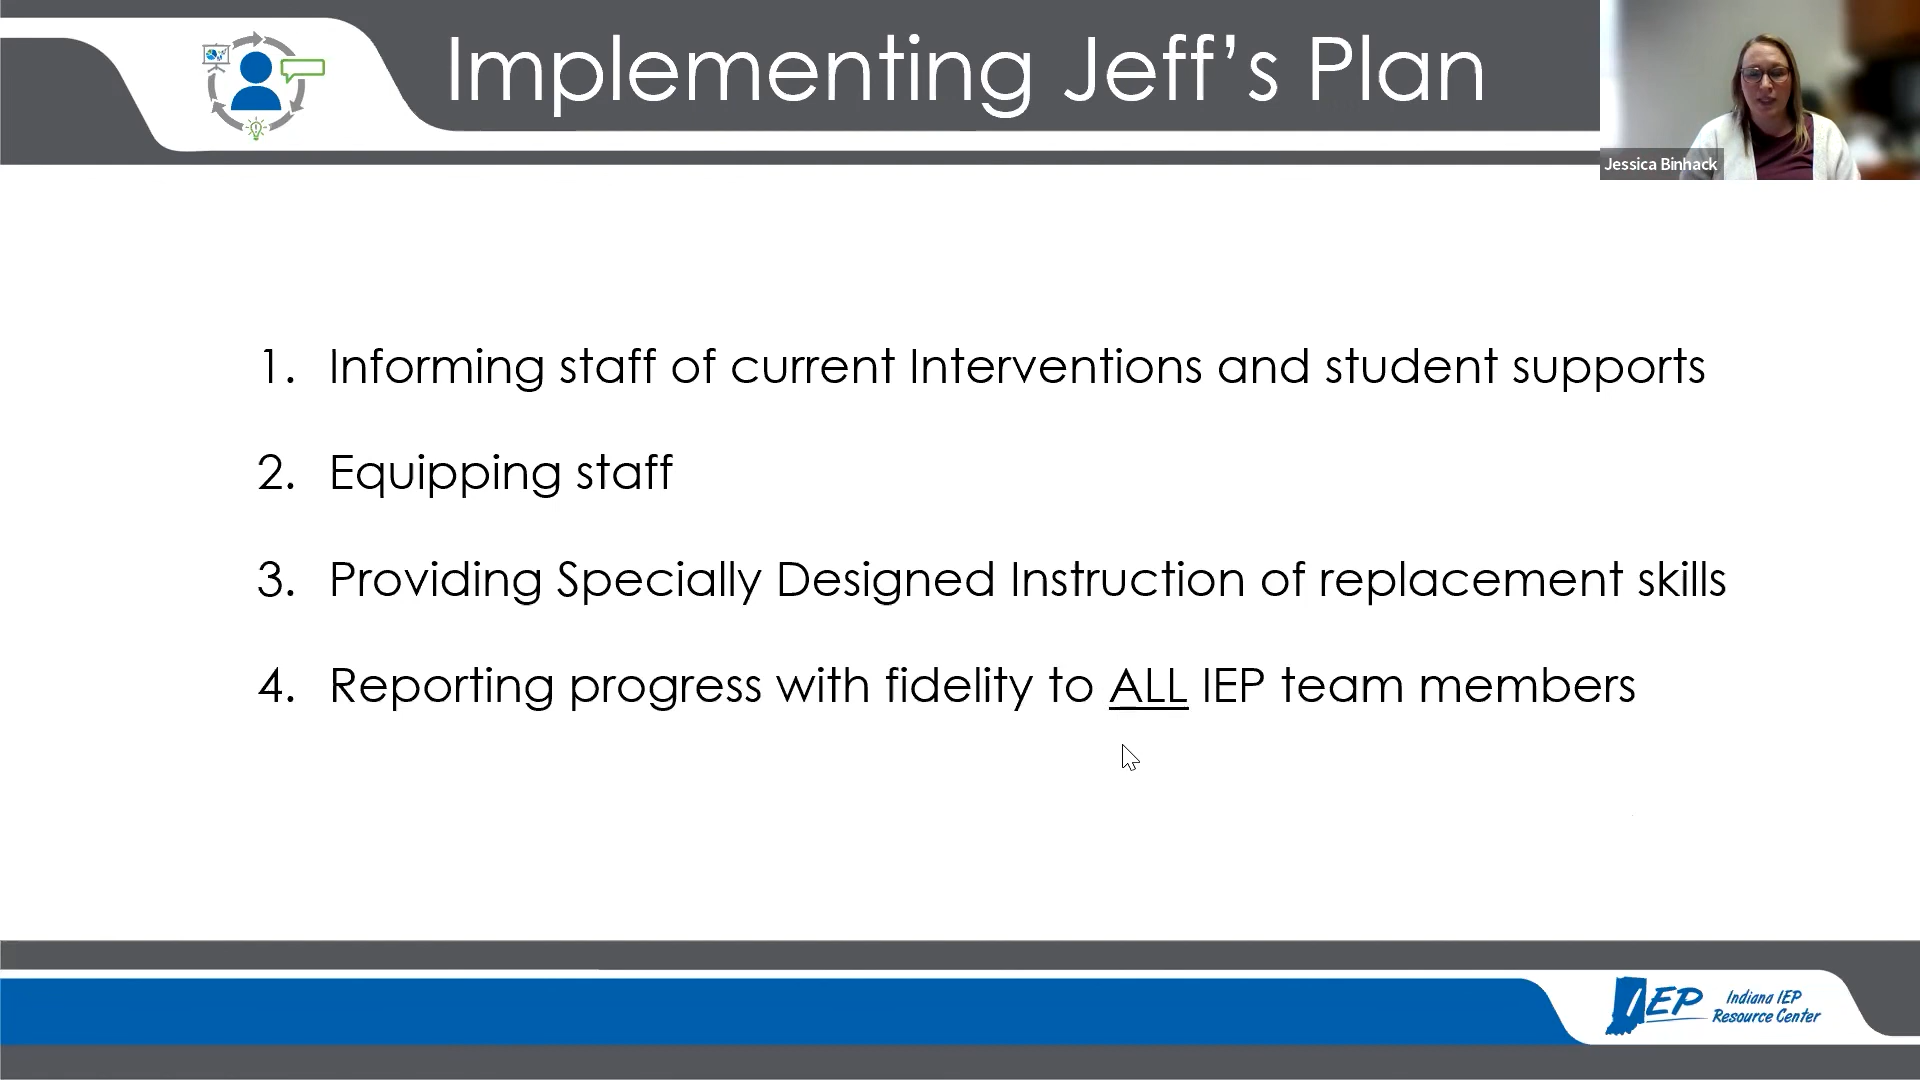 Implementing Jeff's Plan
Jessica Binhack
1. Informing staff of current Interventions and student supports
2. Equipping staff
3. Providing Specially Designed Instruction of replacement skills
4. Reporting progress with fidelity to ALL IEP team members
IEP
Indiana IEP
Resource Center